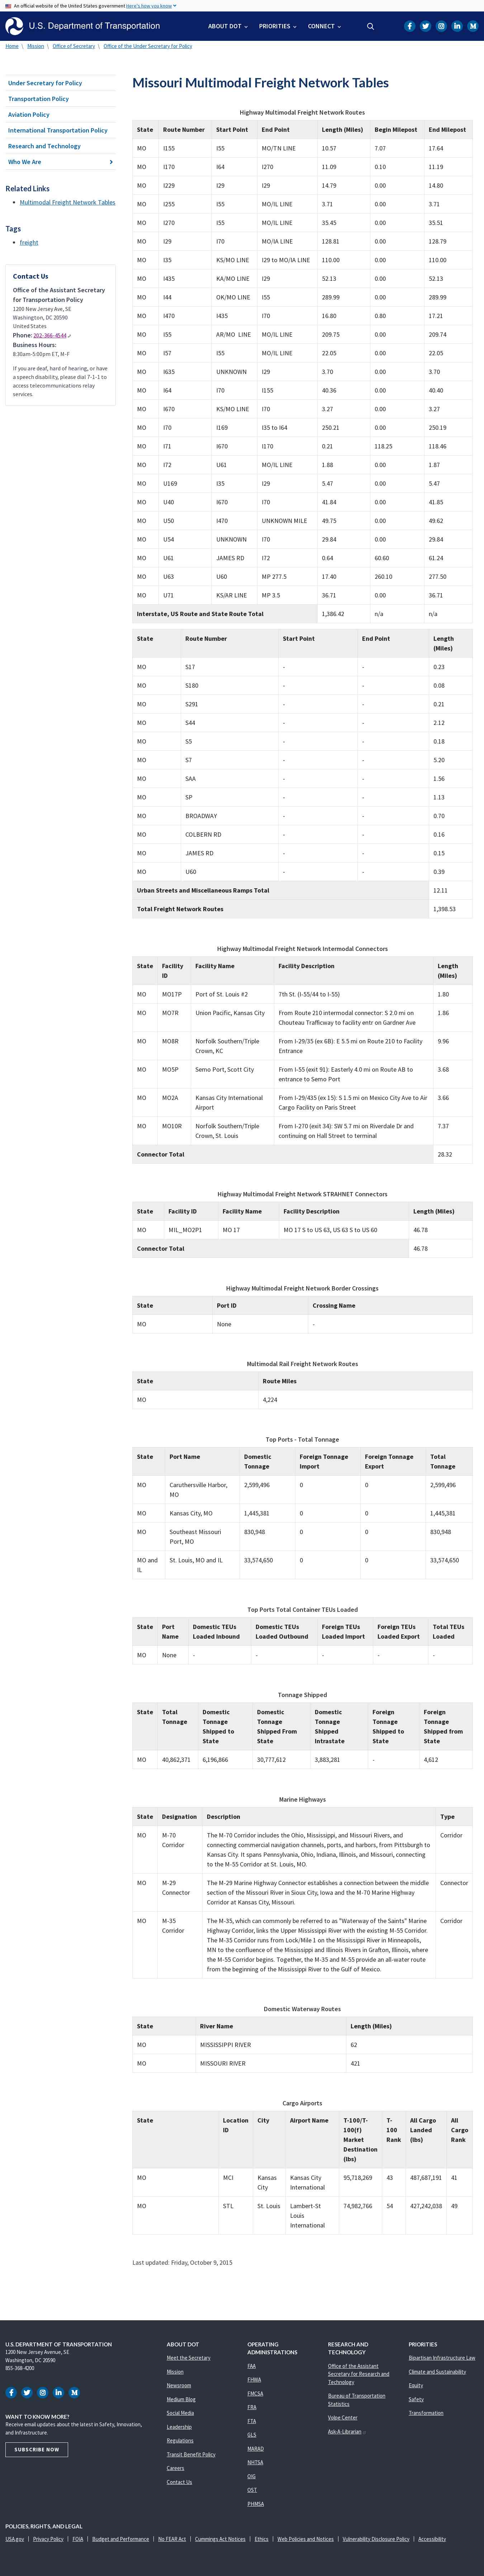 An official website of the United States government Here's how you know
U.S. Department of Transportation
ABOUT DOT PRIORITIES CONNECT
Home \ Mission \ Office of Secretary \ Office of the Under Secretary for Policy
Under Secretary for Policy
Transportation Policy
Aviation Policy
International Transportation Policy
Research and Technology
Who We Are
Related Links
Multimodal Freight Network Tables
Tags
freight
Contact Us
Office of the Assistant Secretary
for Transportation Policy
1200 New Jersey Ave, SE
Washington, DC 20590
United States
Phone: 202-366-4544
Business Hours:
8:30am-5:00pm ET, M-F
If you are deaf, hard of hearing, or have
a speech disability, please dial 7-1-1 to
access telecommunications relay
services.
Missouri Multimodal Freight Network Tables
Highway Multimodal Freight Network Routes
State Route Number Start Point End Point Length (Miles) Begin Milepost End Milepost
MO I155 I55 MO/TN LINE 10.57 7.07 17.64
MO I170 I64 I270 11.09 0.10 11.19
MO I229 I29 I29 14.79 0.00 14.80
MO I255 I55 MO/IL LINE 3.71 0.00 3.71
MO I270 I55 MO/IL LINE 35.45 0.00 35.51
MO I29 I70 MO/IA LINE 128.81 0.00 128.79
MO I35 KS/MO LINE I29 to MO/IA LINE 110.00 0.00 110.00
MO I435 KA/MO LINE I29 52.13 0.00 52.13
MO I44 OK/MO LINE I55 289.99 0.00 289.99
MO I470 I435 I70 16.80 0.80 17.21
MO I55 AR/MO LINE MO/IL LINE 209.75 0.00 209.74
MO I57 I55 MO/IL LINE 22.05 0.00 22.05
MO I635 UNKNOWN I29 3.70 0.00 3.70
MO I64 I70 I155 40.36 0.00 40.40
MO I670 KS/MO LINE I70 3.27 0.00 3.27
MO I70 I169 I35 to I64 250.21 0.00 250.19
MO I71 I670 I170 0.21 118.25 118.46
MO I72 U61 MO/IL LINE 1.88 0.00 1.87
MO U169 I35 I29 5.47 0.00 5.47
MO U40 I670 I70 41.84 0.00 41.85
MO U50 I470 UNKNOWN MILE 49.75 0.00 49.62
MO U54 UNKNOWN I70 29.84 0.00 29.84
MO U61 JAMES RD I72 0.64 60.60 61.24
MO U63 U60 MP 277.5 17.40 260.10 277.50
MO U71 KS/AR LINE MP 3.5 36.71 0.00 36.71
Interstate, US Route and State Route Total 1,386.42 n/a n/a
State Route Number Start Point End Point Length (Miles)
MO S17 - - 0.23
MO S180 - - 0.08
MO S291 - - 0.21
MO S44 - - 2.12
MO S5 - - 0.18
MO S7 - - 5.20
MO SAA - - 1.56
MO SP - - 1.13
MO BROADWAY - - 0.70
MO COLBERN RD - - 0.16
MO JAMES RD - - 0.15
MO U60 - - 0.39
Urban Streets and Miscellaneous Ramps Total 12.11
Total Freight Network Routes 1,398.53
Highway Multimodal Freight Network Intermodal Connectors
State Facility ID Facility Name Facility Description Length (Miles)
MO MO17P Port of St. Louis #2 7th St. (I-55/44 to I-55) 1.80
MO MO7R Union Pacific, Kansas City From Route 210 intermodal connector: S 2.0 mi on Chouteau Trafficway to facility entr on Gardner Ave 1.86
MO MO8R Norfolk Southern/Triple Crown, KC From I-29/35 (ex 6B): E 5.5 mi on Route 210 to Facility Entrance 9.96
MO MO5P Semo Port, Scott City From I-55 (exit 91): Easterly 4.0 mi on Route AB to entrance to Semo Port 3.68
MO MO2A Kansas City International Airport From I-29/435 (ex 15): S 1.5 mi on Mexico City Ave to Air Cargo Facility on Paris Street 3.66
MO MO10R Norfolk Southern/Triple Crown, St. Louis From I-270 (exit 34): SW 5.7 mi on Riverdale Dr and continuing on Hall Street to terminal 7.37
Connector Total 28.32
Highway Multimodal Freight Network STRAHNET Connectors
State Facility ID Facility Name Facility Description Length (Miles)
MO MIL_MO2P1 MO 17 MO 17 S to US 63, US 63 S to US 60 46.78
Connector Total 46.78
Highway Multimodal Freight Network Border Crossings
State Port ID Crossing Name
MO None -
Multimodal Rail Freight Network Routes
State Route Miles
MO 4,224
Top Ports - Total Tonnage
State Port Name Domestic Tonnage Foreign Tonnage Import Foreign Tonnage Export Total Tonnage
MO Caruthersville Harbor, MO 2,599,496 0 0 2,599,496
MO Kansas City, MO 1,445,381 0 0 1,445,381
MO Southeast Missouri Port, MO 830,948 0 0 830,948
MO and IL St. Louis, MO and IL 33,574,650 0 0 33,574,650
Top Ports Total Container TEUs Loaded
State Port Name Domestic TEUs Loaded Inbound Domestic TEUs Loaded Outbound Foreign TEUs Loaded Import Foreign TEUs Loaded Export Total TEUs Loaded
MO None - - - - -
Tonnage Shipped
State Total Tonnage Domestic Tonnage Shipped to State Domestic Tonnage Shipped From State Domestic Tonnage Shipped Intrastate Foreign Tonnage Shipped to State Foreign Tonnage Shipped from State
MO 40,862,371 6,196,866 30,777,612 3,883,281 - 4,612
Marine Highways
State Designation Description Type
MO M-70 Corridor The M-70 Corridor includes the Ohio, Mississippi, and Missouri Rivers, and connecting commercial navigation channels, ports, and harbors, from Pittsburgh to Kansas City. It spans Pennsylvania, Ohio, Indiana, Illinois, and Missouri, connecting to the M-55 Corridor at St. Louis, MO. Corridor
MO M-29 Connector The M-29 Marine Highway Connector establishes a connection between the middle section of the Missouri River in Sioux City, Iowa and the M-70 Marine Highway Corridor at Kansas City, Missouri. Connector
MO M-35 Corridor The M-35, which can commonly be referred to as "Waterway of the Saints" Marine Highway Corridor, links the Upper Mississippi River with the existing M-55 Corridor. The M-35 Corridor runs from Lock/Mile 1 on the Mississippi River in Minneapolis, MN to the confluence of the Mississippi and Illinois Rivers in Grafton, Illinois, where the M-55 Corridor begins. Together, the M-35 and M-55 provide an all-water route from the beginning of the Mississippi River to the Gulf of Mexico. Corridor
Domestic Waterway Routes
State River Name Length (Miles)
MO MISSISSIPPI RIVER 62
MO MISSOURI RIVER 421
Cargo Airports
State Location ID City Airport Name T-100/T-100(f) Market Destination (lbs) T-100 Rank All Cargo Landed (lbs) All Cargo Rank
MO MCI Kansas City Kansas City International 95,718,269 43 487,687,191 41
MO STL St. Louis Lambert-St Louis International 74,982,766 54 427,242,038 49
Last updated: Friday, October 9, 2015
U.S. DEPARTMENT OF TRANSPORTATION
1200 New Jersey Avenue, SE
Washington, DC 20590
855-368-4200
WANT TO KNOW MORE?
Receive email updates about the latest in Safety, Innovation,
and Infrastructure.
SUBSCRIBE NOW
ABOUT DOT
Meet the Secretary
Mission
Newsroom
Medium Blog
Social Media
Leadership
Regulations
Transit Benefit Policy
Careers
Contact Us
OPERATING
ADMINISTRATIONS
FAA
FHWA
FMCSA
FRA
FTA
GLS
MARAD
NHTSA
OIG
OST
PHMSA
RESEARCH AND
TECHNOLOGY
Office of the Assistant
Secretary for Research and
Technology
Bureau of Transportation
Statistics
Volpe Center
Ask-A-Librarian
PRIORITIES
Bipartisan Infrastructure Law
Climate and Sustainability
Equity
Safety
Transformation
POLICIES, RIGHTS, AND LEGAL
USA.gov | Privacy Policy | FOIA | Budget and Performance | No FEAR Act | Cummings Act Notices | Ethics | Web Policies and Notices | Vulnerability Disclosure Policy | Accessibility